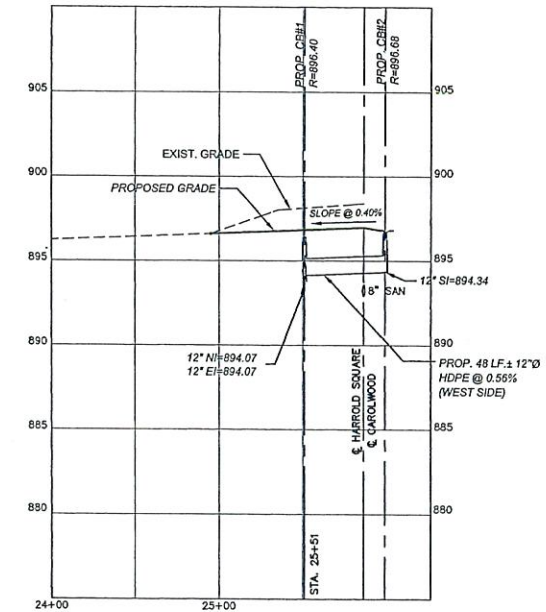 PROP. CB#1
R=896.40
PROP. CB#2
R=896.68
905
905
900
900
EXIST. GRADE
PROPOSED GRADE
SLOPE @ 0.40%
895
895
12" SI=894.34
8" SAN
890
890
12" NI=894.07
12" EI=894.07
PROP. 48 LF.± 12"Ø
HDPE @ 0.56%
(WEST SIDE)
℄ HARROLD SQUARE
℄ CAROLWOOD
885
885
880
880
STA. 25+51
24+00
25+00